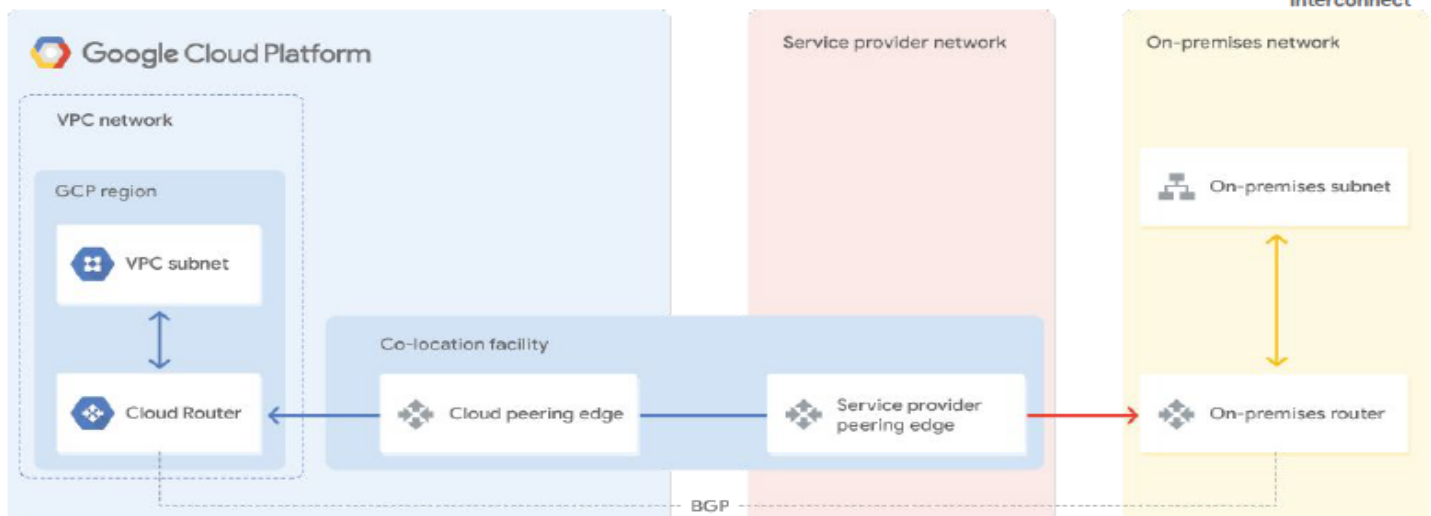 Interconnect
Google Cloud Platform
Service provider network
On-premises network
VPC network
GCP region
On-premises subnet
VPC subnet
Co-location facility
Cloud Router
Cloud peering edge
Service provider
peering edge
On-premises router
BGP